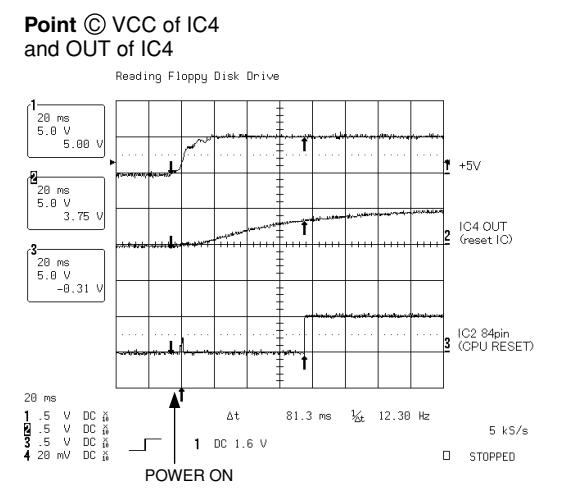 Point Ⓒ VCC of IC4
and OUT of IC4
Reading Floppy Disk Drive
1
20 ms
5.0 V
5.00 V
2
20 ms
5.0 V
3.75 V
3
20 ms
5.0 V
-0.31 V
1 +5V
2 IC4 OUT
(reset IC)
3 IC2 84pin
(CPU RESET)
20 ms
1 .5 V DC
2 .5 V DC
3 .5 V DC
4 20 mV DC
Δt 81.3 ms 1/Δt 12.30 Hz
1 DC 1.6 V
5 kS/s
STOPPED
POWER ON